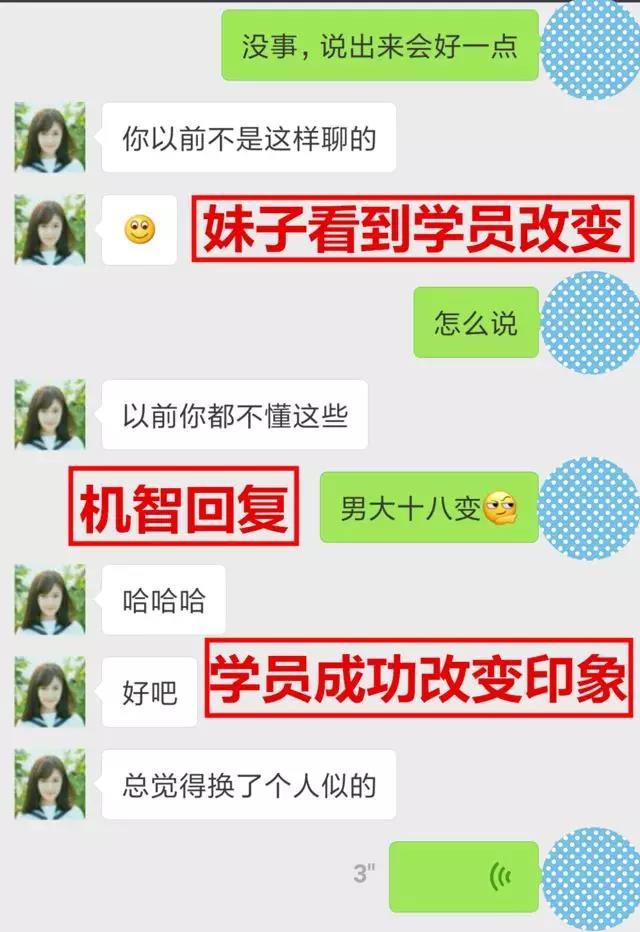 没事，说出来会好一点
你以前不是这样聊的
妹子看到学员改变
怎么说
以前你都不懂这些
机智回复
男大十八变
哈哈哈
学员成功改变印象
好吧
总觉得换了个人似的
3"